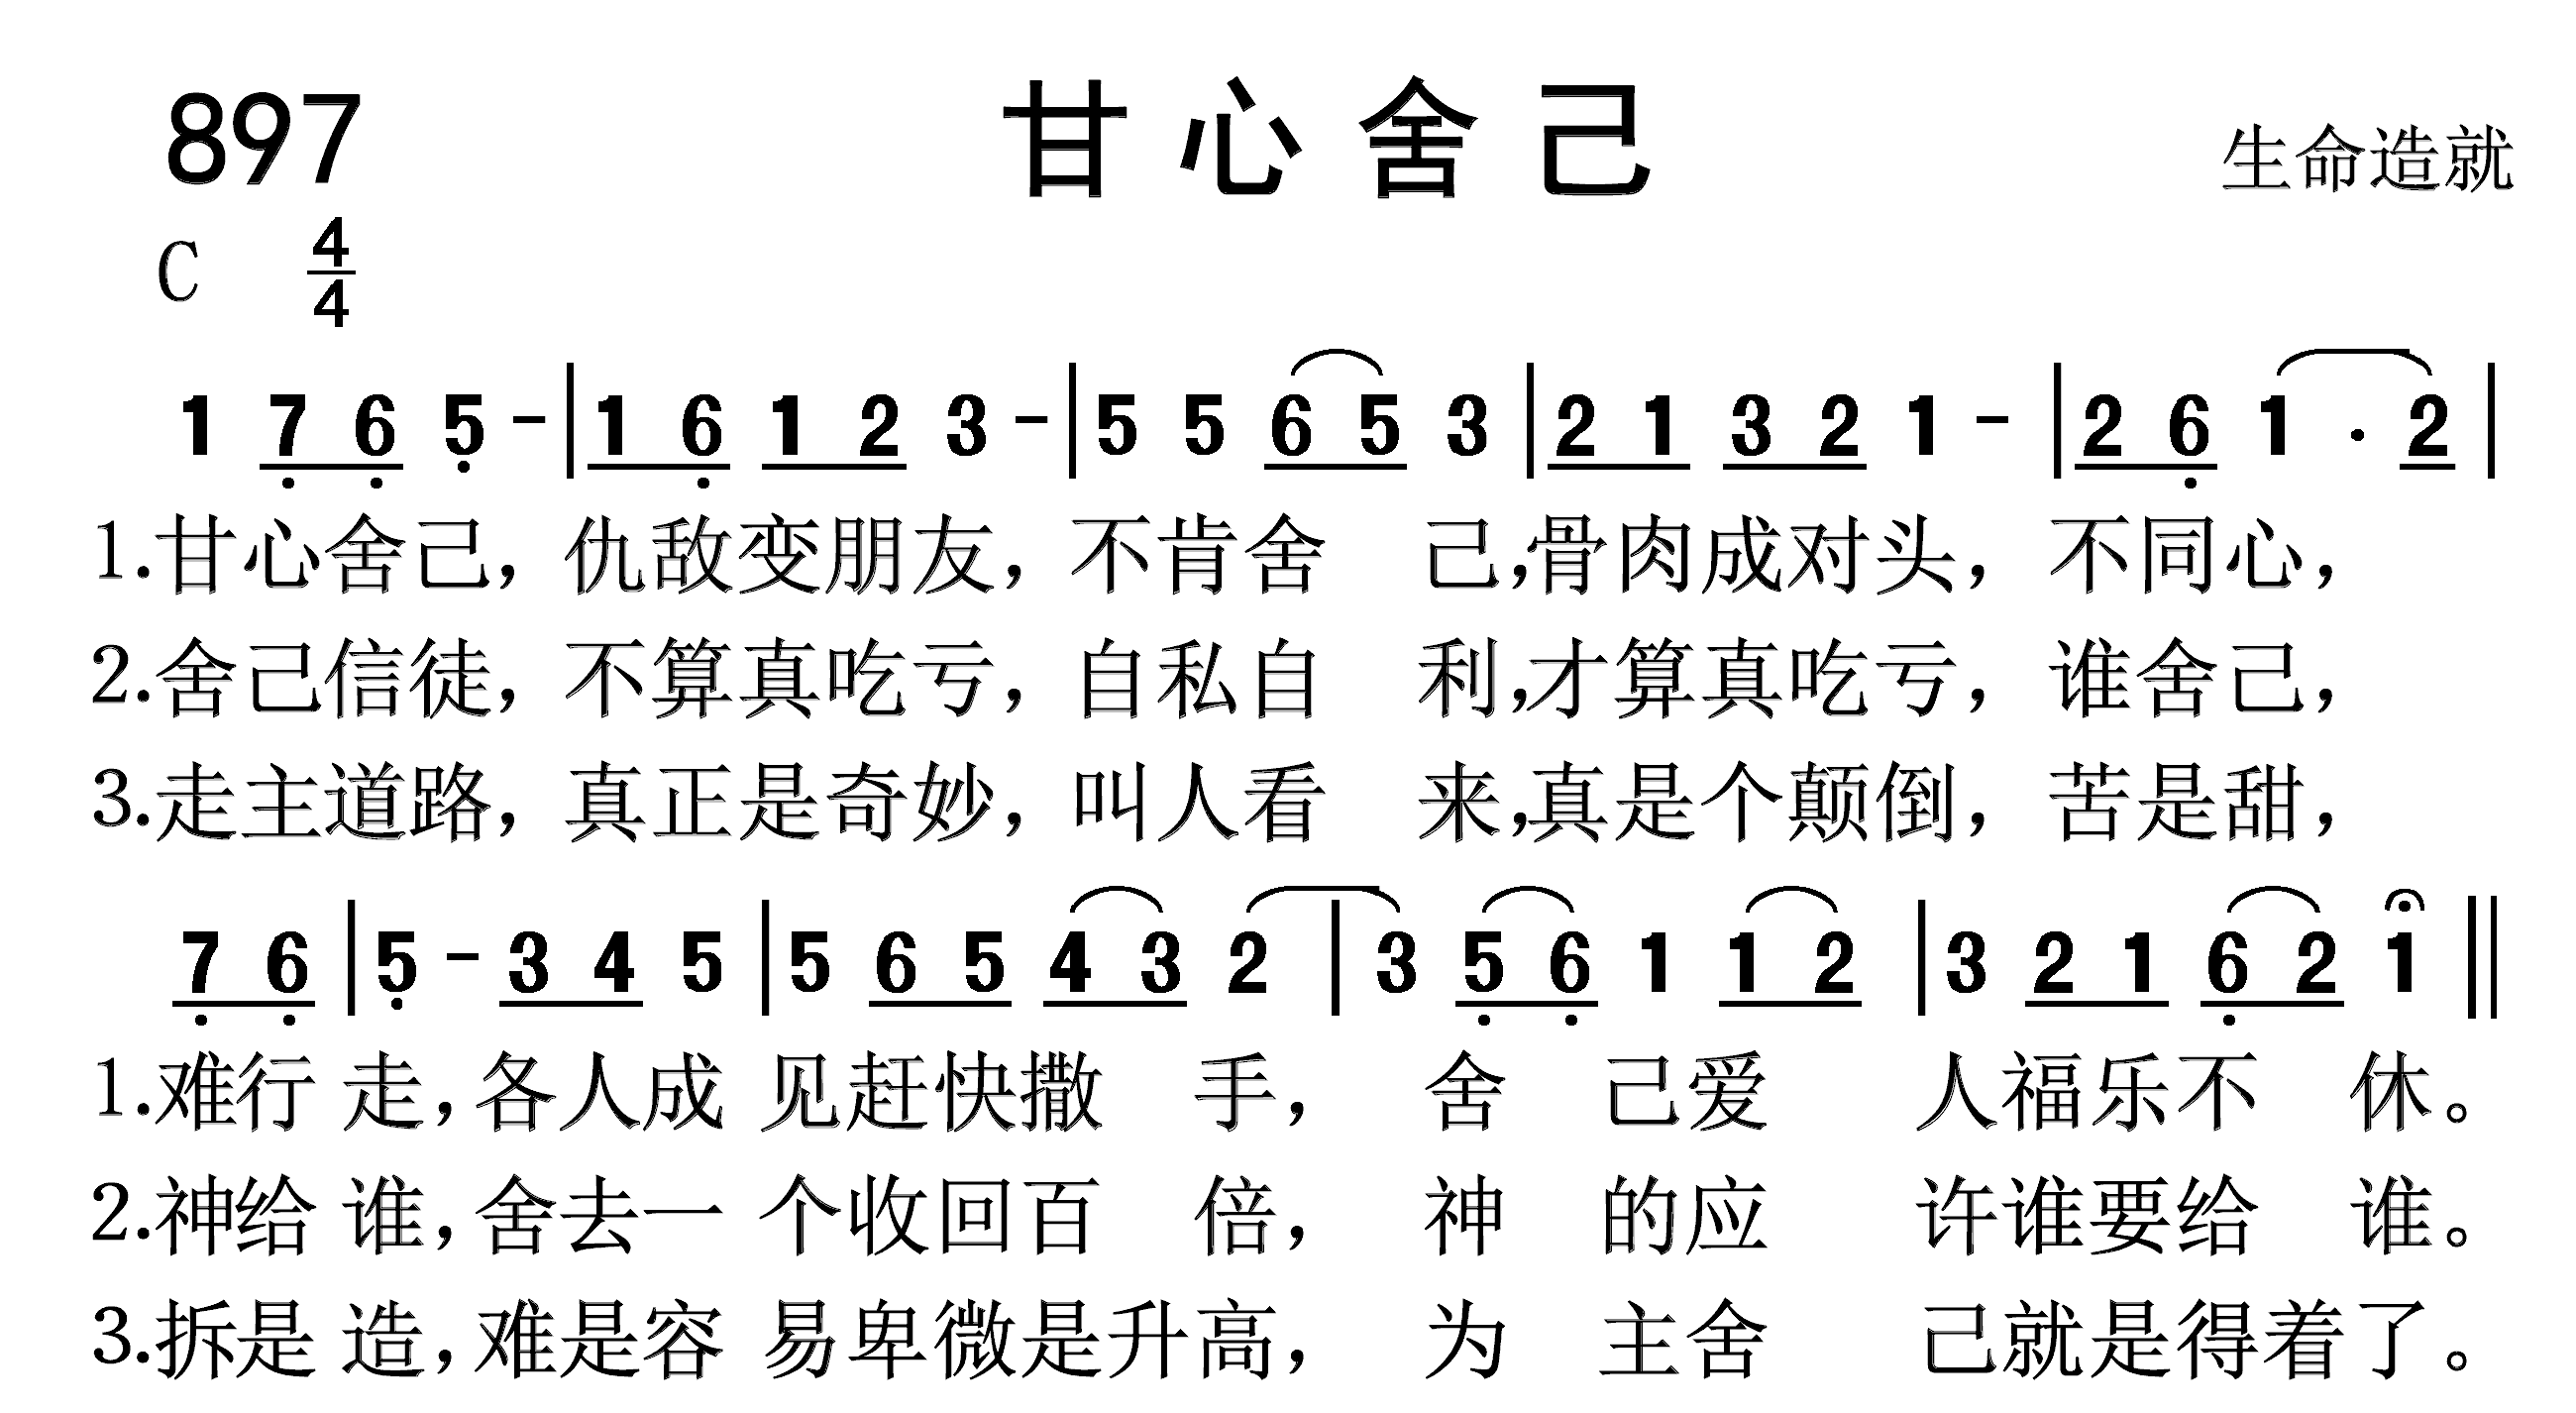 897 甘心舍己 生命造就
C 4/4
1 7 6 5 - | 1 6 1 2 3 - | 5 5 6 5 3 | 2 1 3 2 1 - | 2 6 1 · 2 |
1.甘心舍己，仇敌变朋友，不肯舍 己，骨肉成对头，不同心，
2.舍己信徒，不算真吃亏，自私自 利，才算真吃亏，谁舍己，
3.走主道路，真正是奇妙，叫人看 来，真是个颠倒，苦是甜，
7 6 | 5 - 3 4 5 | 5 6 5 4 3 2 | 3 5 6 1 1 2 | 3 2 1 6 2 1 ‖
1.难行 走，各人成 见赶快撒 手， 舍 己爱 人福乐不 休。
2.神给 谁，舍去一 个收回百 倍， 神 的应 许谁要给 谁。
3.拆是 造，难是容 易卑微是升高， 为 主舍 己就是得着了。